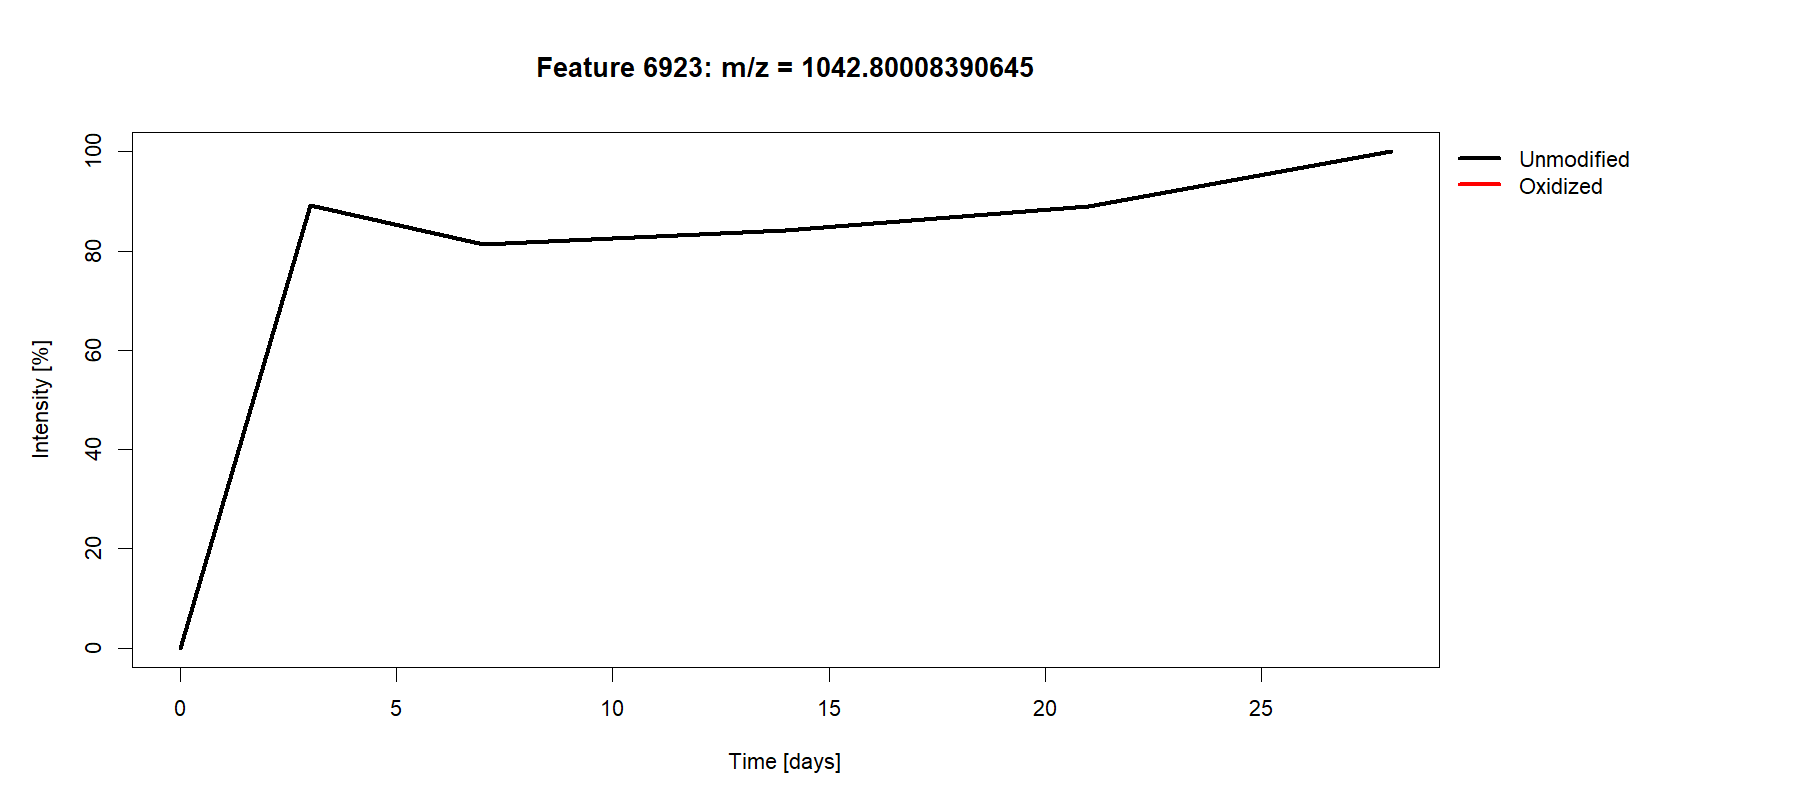 Feature 6923: m/z = 1042.80008390645
Unmodified
Oxidized
Intensity [%]
100
80
60
40
20
0
0 5 10 15 20 25
Time [days]